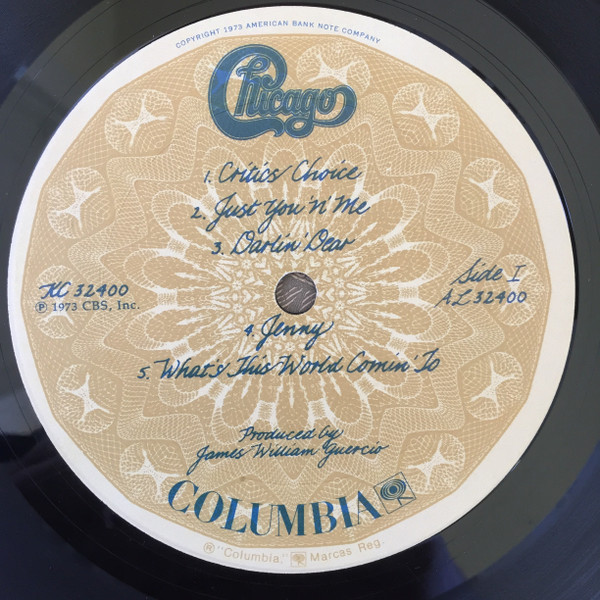 COPYRIGHT 1973 AMERICAN BANK NOTE COMPANY
Chicago
1. Critics' Choice
2. Just You 'n' Me
3. Darlin' Dear
KC 32400
Ⓟ 1973 CBS, Inc.
Side I
AL 32400
4. Jenny
5. What's This World Comin' To
Produced by
James William Guercio
COLUMBIA
® "Columbia," Marcas Reg.